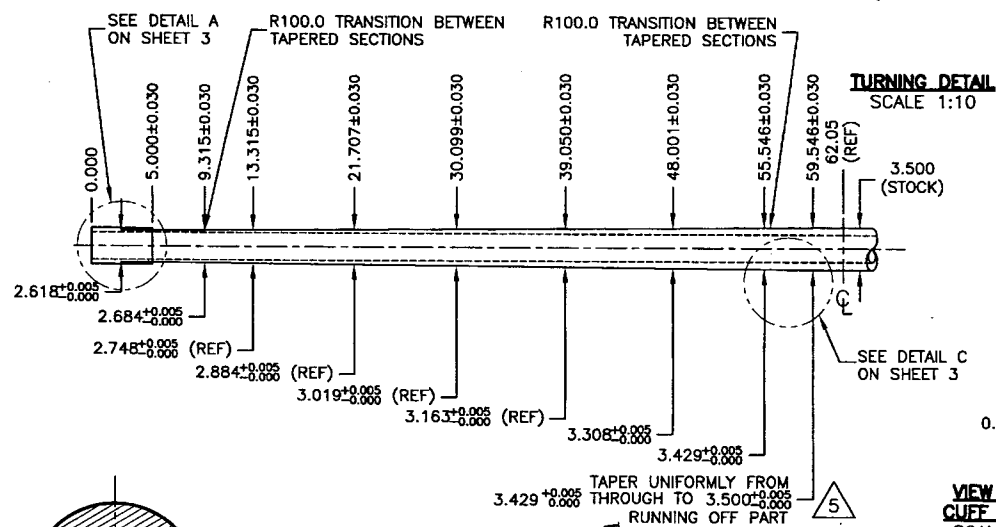 SEE DETAIL A
ON SHEET 3
R100.0 TRANSITION BETWEEN
TAPERED SECTIONS
R100.0 TRANSITION BETWEEN
TAPERED SECTIONS
TURNING DETAIL
SCALE 1:10
0.000
5.000±0.030
9.315±0.030
13.315±0.030
21.707±0.030
30.099±0.030
39.050±0.030
48.001±0.030
55.546±0.030
59.546±0.030
62.05
(REF)
3.500
(STOCK)
2.618+0.005
-0.000
2.684+0.005
-0.000
2.748+0.005
-0.000 (REF)
2.884+0.005
-0.000 (REF)
3.019+0.005
-0.000 (REF)
3.163+0.005
-0.000 (REF)
3.308+0.005
-0.000
3.429+0.005
-0.000
℄
SEE DETAIL C
ON SHEET 3
0.
TAPER UNIFORMLY FROM
3.429 +0.005
0.000 THROUGH TO 3.500+0.005
-0.000
RUNNING OFF PART
5
VIEW
CUFF